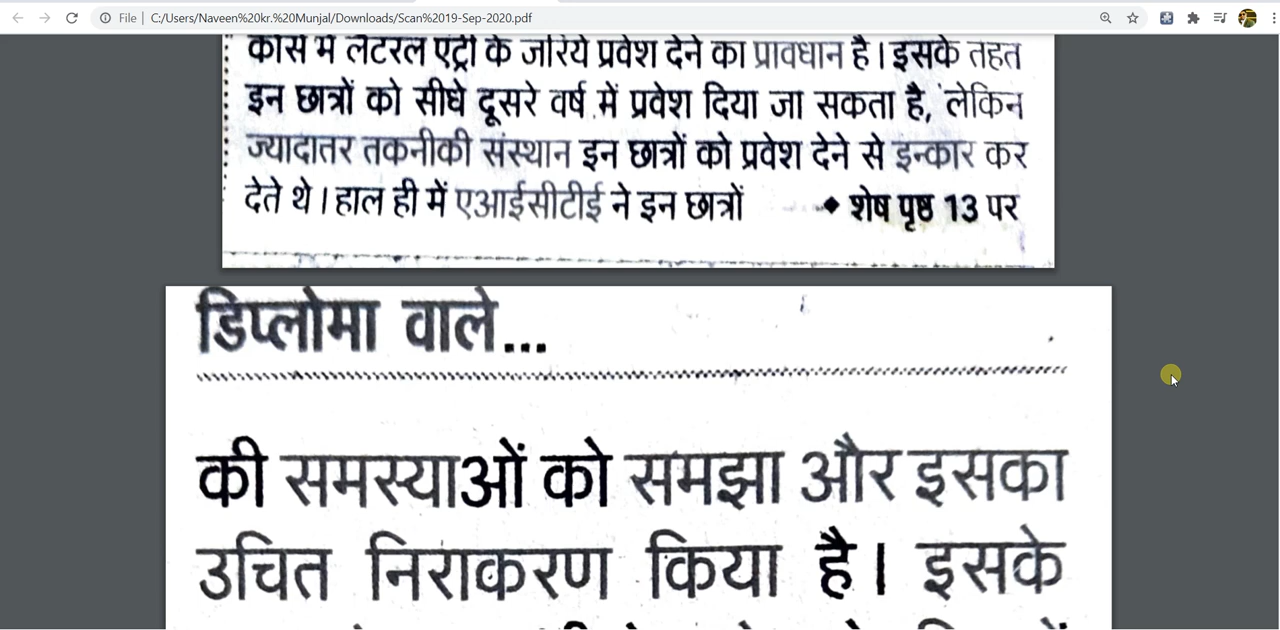 File | C:/Users/Naveen%20kr.%20Munjal/Downloads/Scan%2019-Sep-2020.pdf
कोर्स में लेटरल एंट्री के जरिये प्रवेश देने का प्रावधान है। इसके तहत
इन छात्रों को सीधे दूसरे वर्ष में प्रवेश दिया जा सकता है, लेकिन
ज्यादातर तकनीकी संस्थान इन छात्रों को प्रवेश देने से इन्कार कर
देते थे। हाल ही में एआईसीटीई ने इन छात्रों ◆ शेष पृष्ठ 13 पर
डिप्लोमा वाले...
की समस्याओं को समझा और इसका
उचित निराकरण किया है। इसके